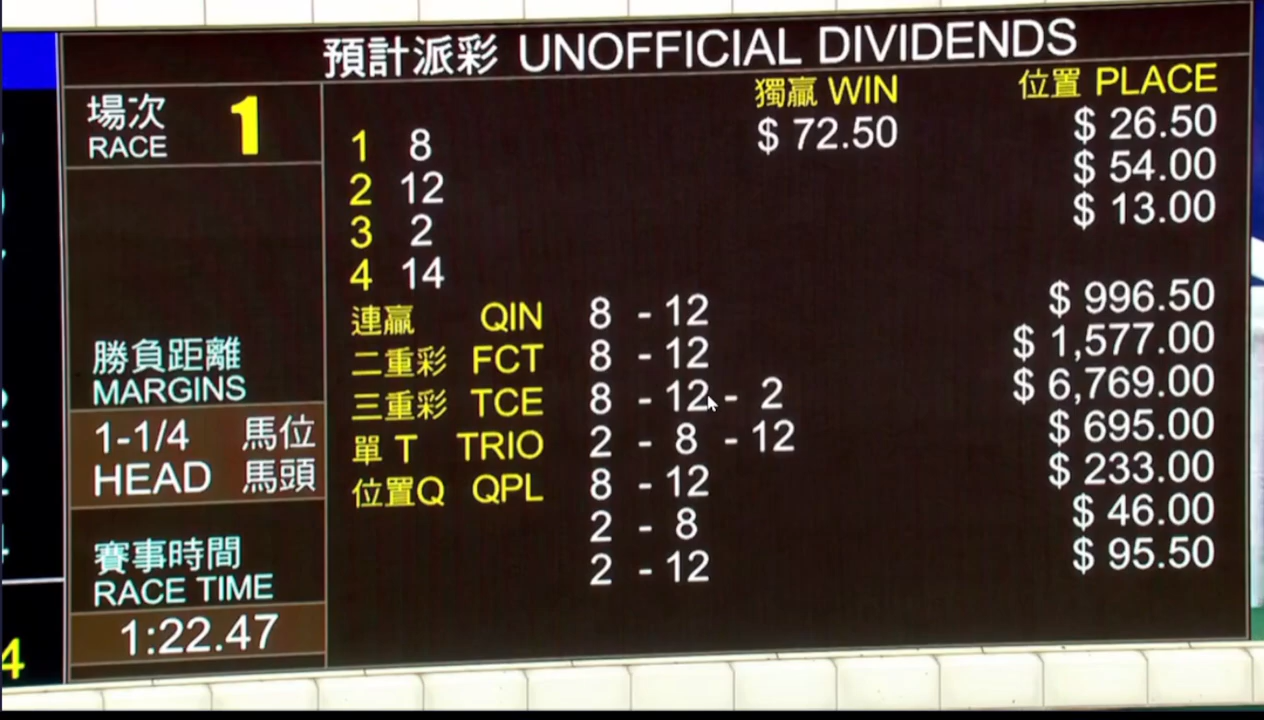 預計派彩 UNOFFICIAL DIVIDENDS
場次
RACE 1
獨贏 WIN 位置 PLACE
1 8 $ 72.50 $ 26.50
2 12 $ 54.00
3 2 $ 13.00
4 14
連贏 QIN 8 - 12 $ 996.50
二重彩 FCT 8 - 12 $ 1,577.00
三重彩 TCE 8 - 12 - 2 $ 6,769.00
單T TRIO 2 - 8 - 12 $ 695.00
位置Q QPL 8 - 12 $ 233.00
2 - 8 $ 46.00
2 - 12 $ 95.50
勝負距離
MARGINS
1-1/4 馬位
HEAD 馬頭
賽事時間
RACE TIME
1:22.47
4